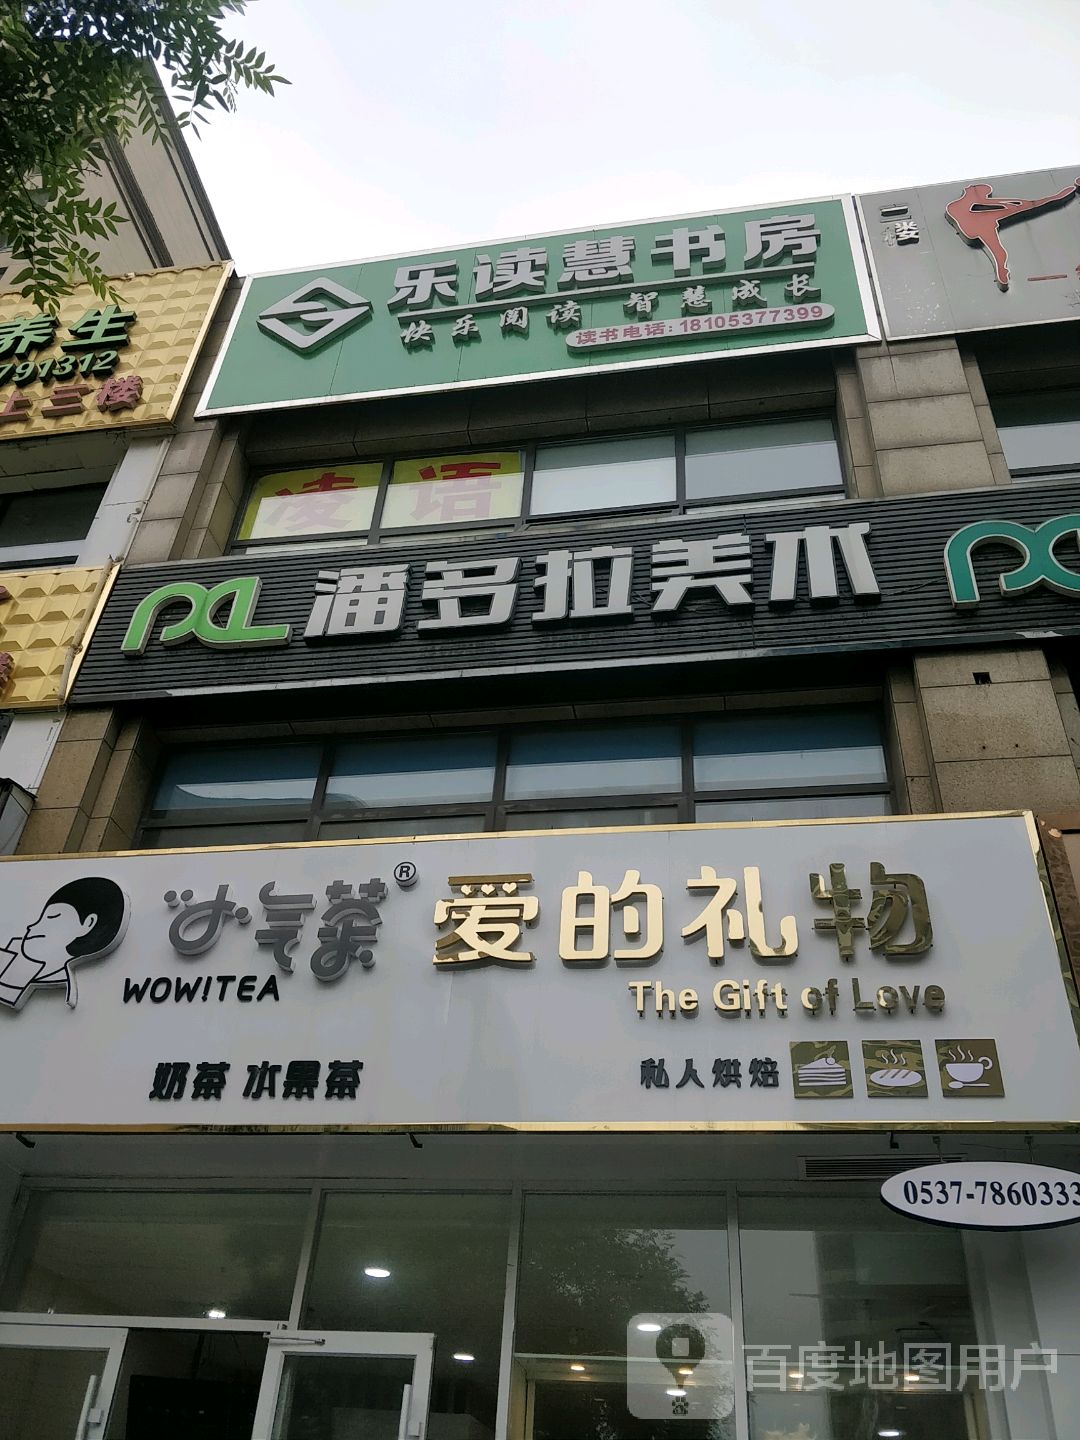 乐读慧书房
快乐阅读 智慧成长
读书电话: 18105377399
二楼
养生
791312
上三楼
凌 语
PCL 潘多拉美术
小气茶® 爱的礼物
WOW!TEA
The Gift of Love
奶茶 水果茶
私人烘焙
0537-7860333
百度地图用户